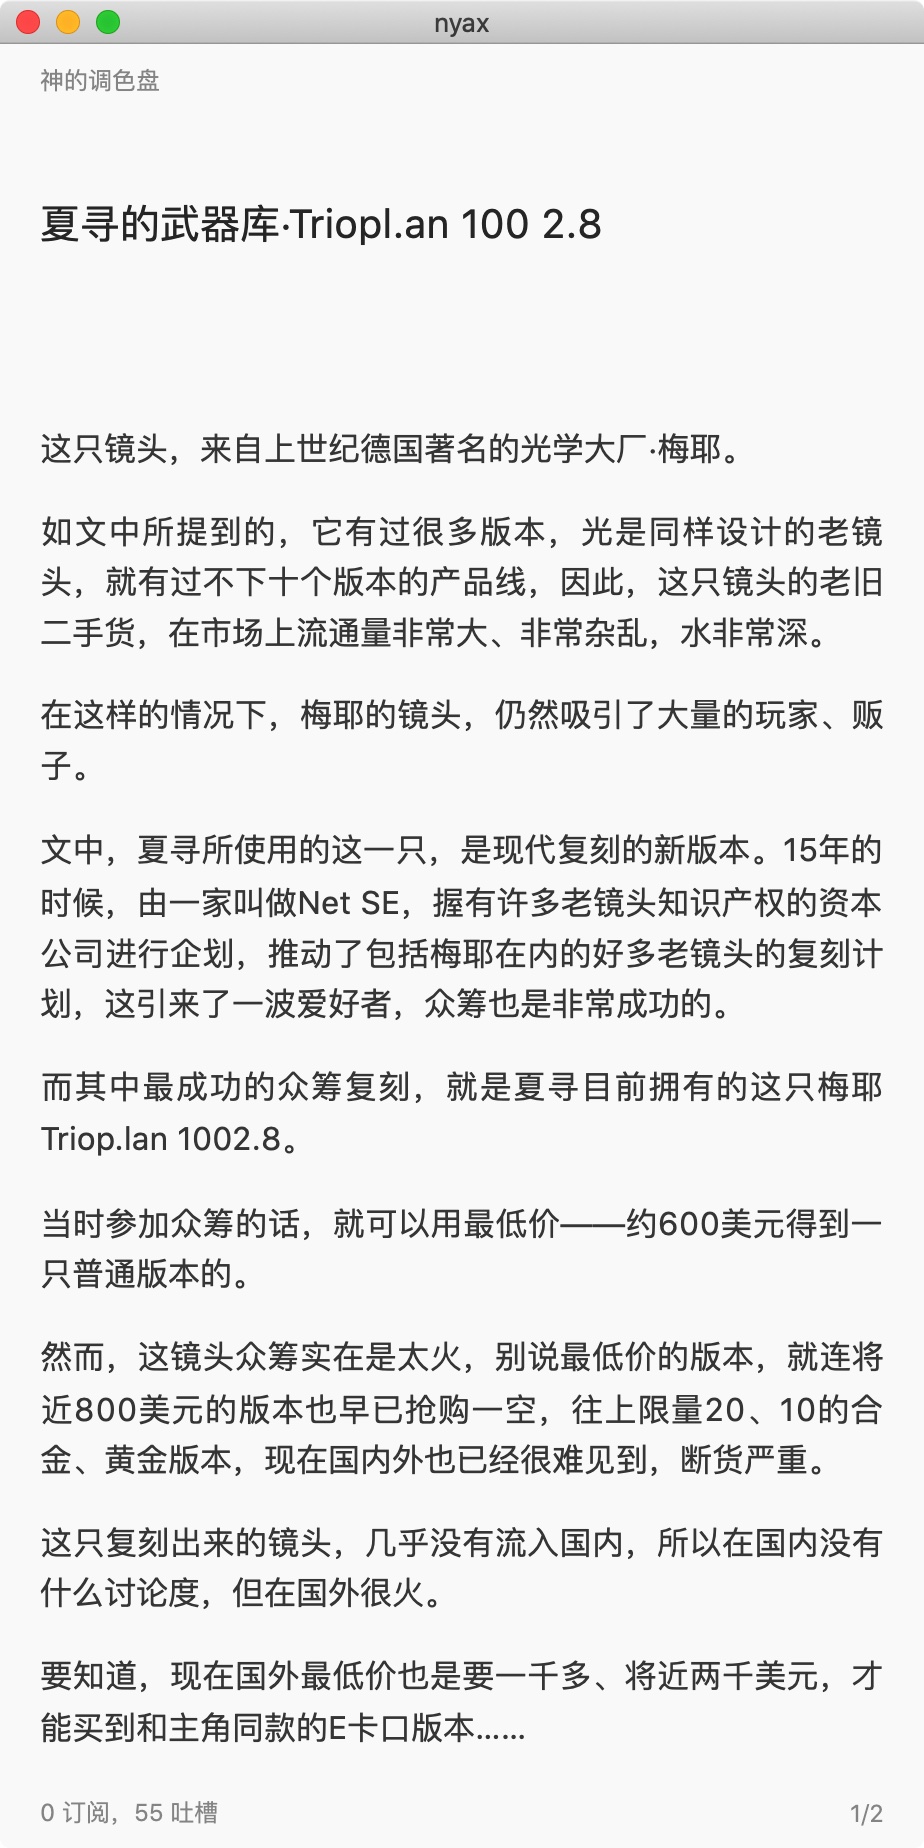 nyax
神的调色盘
夏寻的武器库·Triopl.an 100 2.8
这只镜头，来自上世纪德国著名的光学大厂·梅耶。
如文中所提到的，它有过很多版本，光是同样设计的老镜
头，就有过不下十个版本的产品线，因此，这只镜头的老旧
二手货，在市场上流通量非常大、非常杂乱，水非常深。
在这样的情况下，梅耶的镜头，仍然吸引了大量的玩家、贩
子。
文中，夏寻所使用的这一只，是现代复刻的新版本。15年的
时候，由一家叫做Net SE，握有许多老镜头知识产权的资本
公司进行企划，推动了包括梅耶在内的好多老镜头的复刻计
划，这引来了一波爱好者，众筹也是非常成功的。
而其中最成功的众筹复刻，就是夏寻目前拥有的这只梅耶
Triop.lan 1002.8。
当时参加众筹的话，就可以用最低价——约600美元得到一
只普通版本的。
然而，这镜头众筹实在是太火，别说最低价的版本，就连将
近800美元的版本也早已抢购一空，往上限量20、10的合
金、黄金版本，现在国内外也已经很难见到，断货严重。
这只复刻出来的镜头，几乎没有流入国内，所以在国内没有
什么讨论度，但在国外很火。
要知道，现在国外最低价也是要一千多、将近两千美元，才
能买到和主角同款的E卡口版本……
0 订阅，55 吐槽
1/2